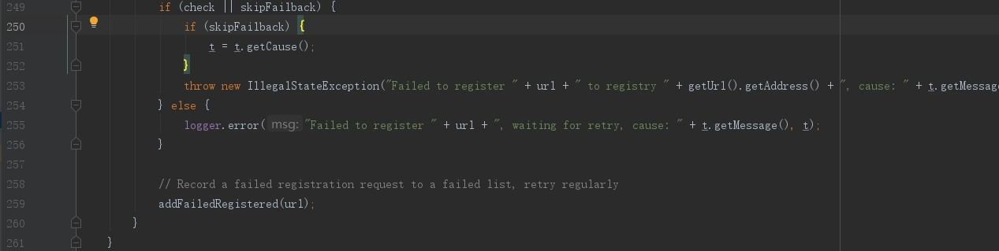 249 if (check || skipFailback) {
250 if (skipFailback) {
251 t = t.getCause();
252 }
253 throw new IllegalStateException("Failed to register " + url + " to registry " + getUrl().getAddress() + ", cause: " + t.getMessage
254 } else {
255 logger.error( msg: "Failed to register " + url + ", waiting for retry, cause: " + t.getMessage(), t);
256 }
257
258 // Record a failed registration request to a failed list, retry regularly
259 addFailedRegistered(url);
260 }
261 }